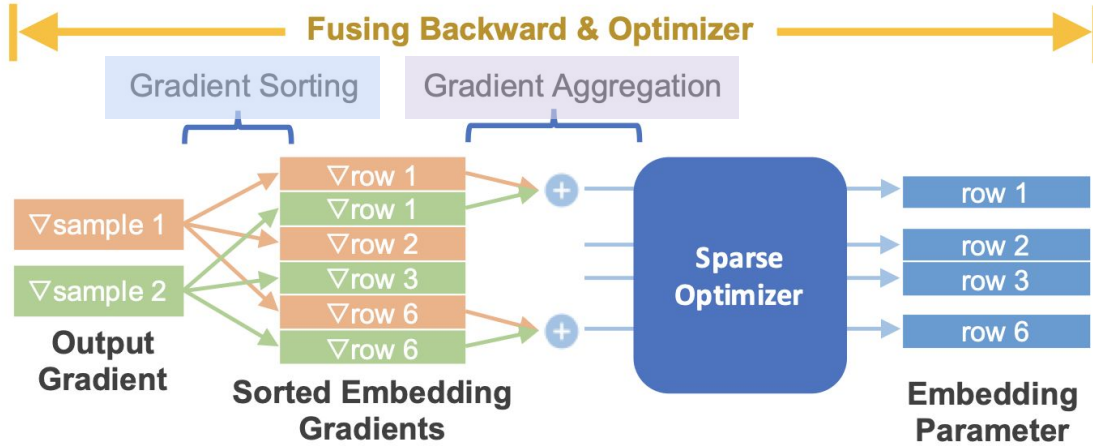 Fusing Backward & Optimizer
Gradient Sorting
Gradient Aggregation
▽sample 1
▽sample 2
Output
Gradient
▽row 1
▽row 1
▽row 2
▽row 3
▽row 6
▽row 6
Sorted Embedding
Gradients
+
+
Sparse
Optimizer
row 1
row 2
row 3
row 6
Embedding
Parameter